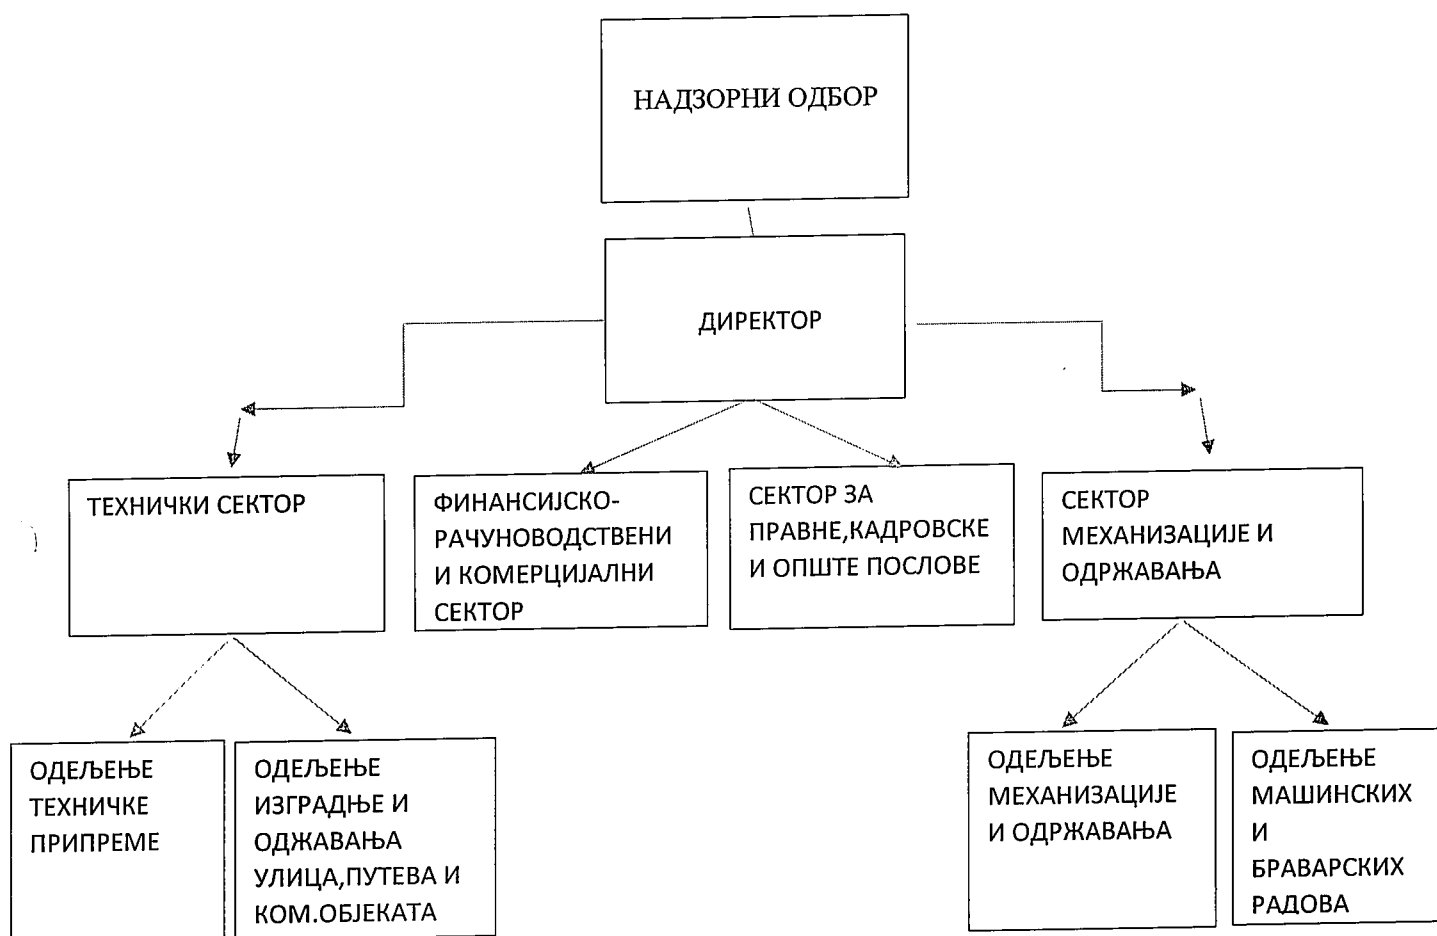 НАДЗОРНИ ОДБОР
ДИРЕКТОР
ТЕХНИЧКИ СЕКТОР
ФИНАНСИЈСКО-
РАЧУНОВОДСТВЕНИ
И КОМЕРЦИЈАЛНИ
СЕКТОР
СЕКТОР ЗА
ПРАВНЕ,КАДРОВСКЕ
И ОПШТЕ ПОСЛОВЕ
СЕКТОР
МЕХАНИЗАЦИЈЕ И
ОДРЖАВАЊА
ОДЕЉЕЊЕ
ТЕХНИЧКЕ
ПРИПРЕМЕ
ОДЕЉЕЊЕ
ИЗГРАДЊЕ И
ОДЖАВАЊА
УЛИЦА,ПУТЕВА И
КОМ.ОБЈЕКАТА
ОДЕЉЕЊЕ
МЕХАНИЗАЦИЈЕ
И ОДРЖАВАЊА
ОДЕЉЕЊЕ
МАШИНСКИХ
И
БРАВАРСКИХ
РАДОВА